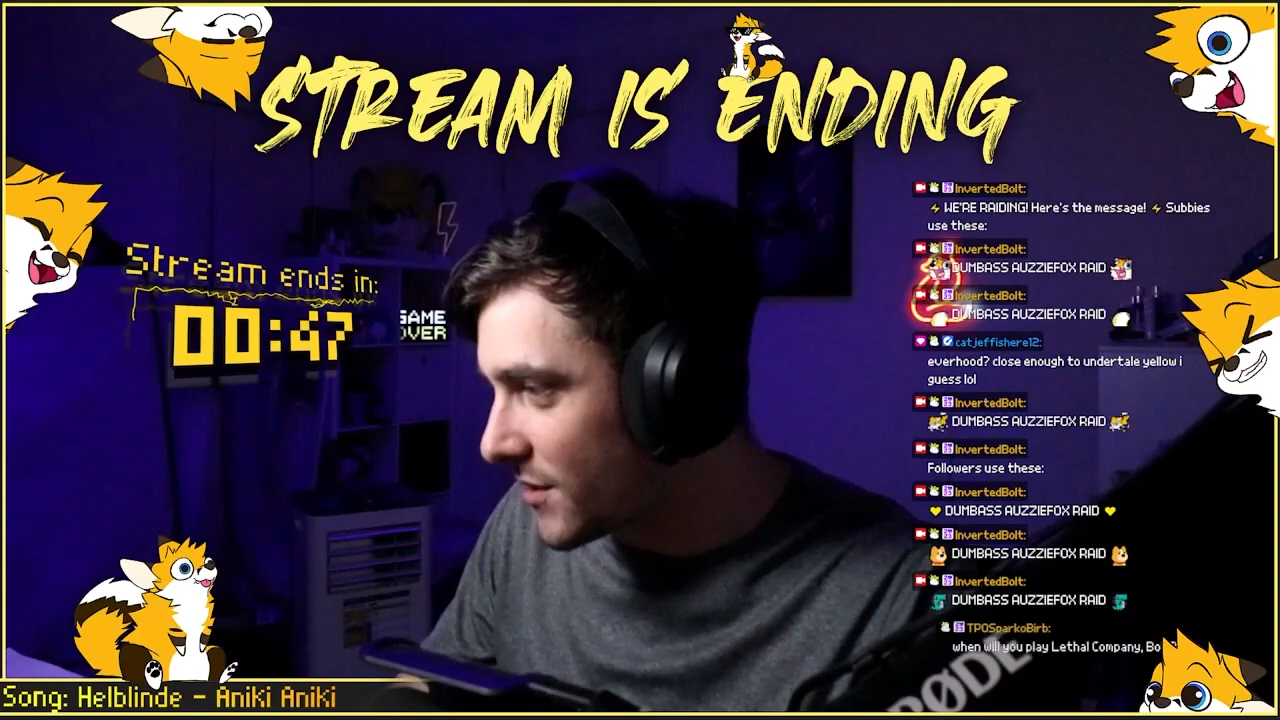 STREAM IS ENDING
Stream ends in:
00:47
GAME
OVER
InvertedBolt:
WE'RE RAIDING! Here's the message! Subbies
use these:
InvertedBolt:
DUMBASS AUZZIEFOX RAID
InvertedBolt:
DUMBASS AUZZIEFOX RAID
catjeffishere12:
everhood? close enough to undertale yellow i
guess lol
InvertedBolt:
DUMBASS AUZZIEFOX RAID
InvertedBolt:
Followers use these:
InvertedBolt:
DUMBASS AUZZIEFOX RAID
InvertedBolt:
DUMBASS AUZZIEFOX RAID
InvertedBolt:
DUMBASS AUZZIEFOX RAID
TPOSparkoBirb:
when will you play Lethal Company, Bo
RØDE
Song: Helblinde - Aniki Aniki